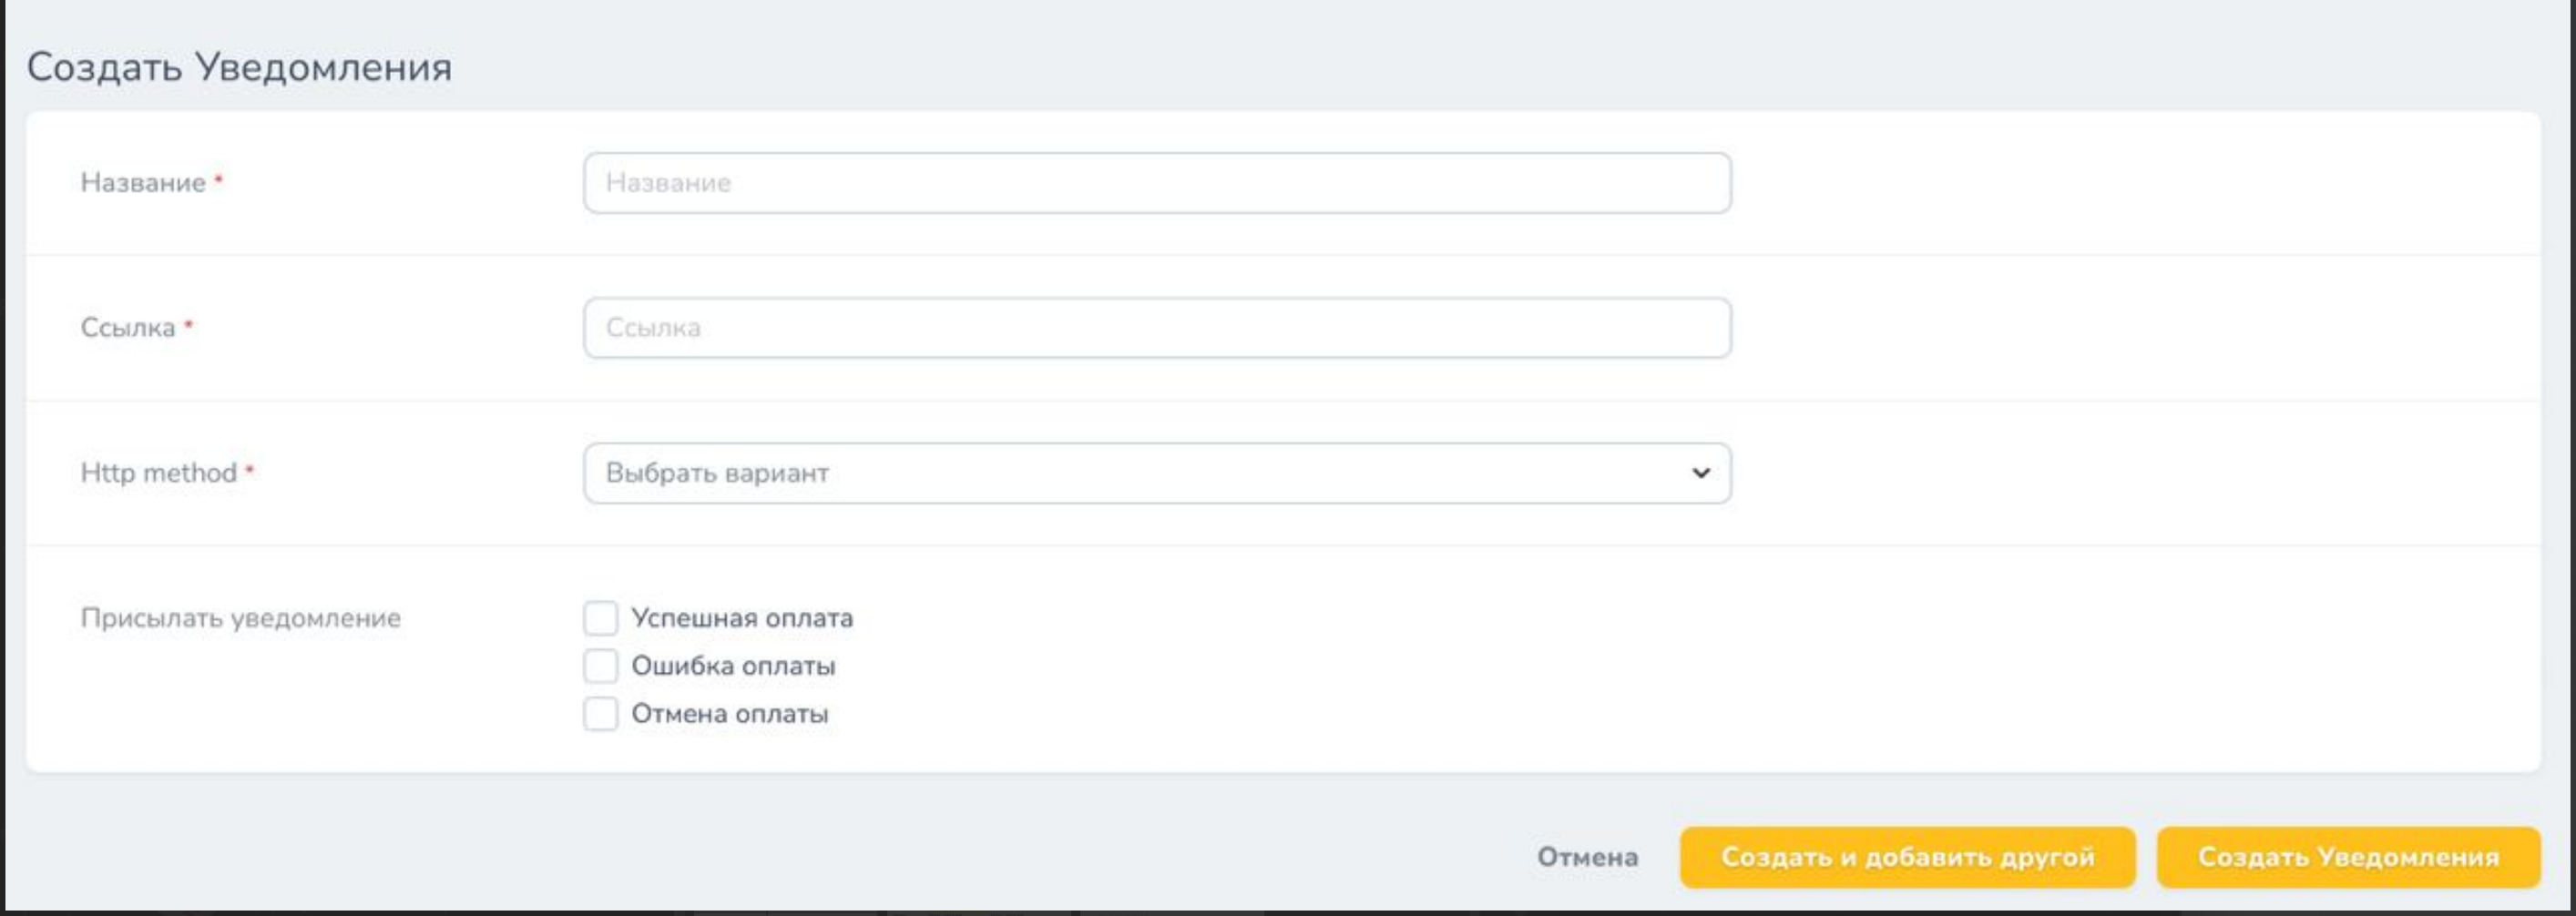 Создать Уведомления
Название *
Название
Ссылка *
Ссылка
Http method *
Выбрать вариант
Присылать уведомление
Успешная оплата
Ошибка оплаты
Отмена оплаты
Отмена
Создать и добавить другой
Создать Уведомления